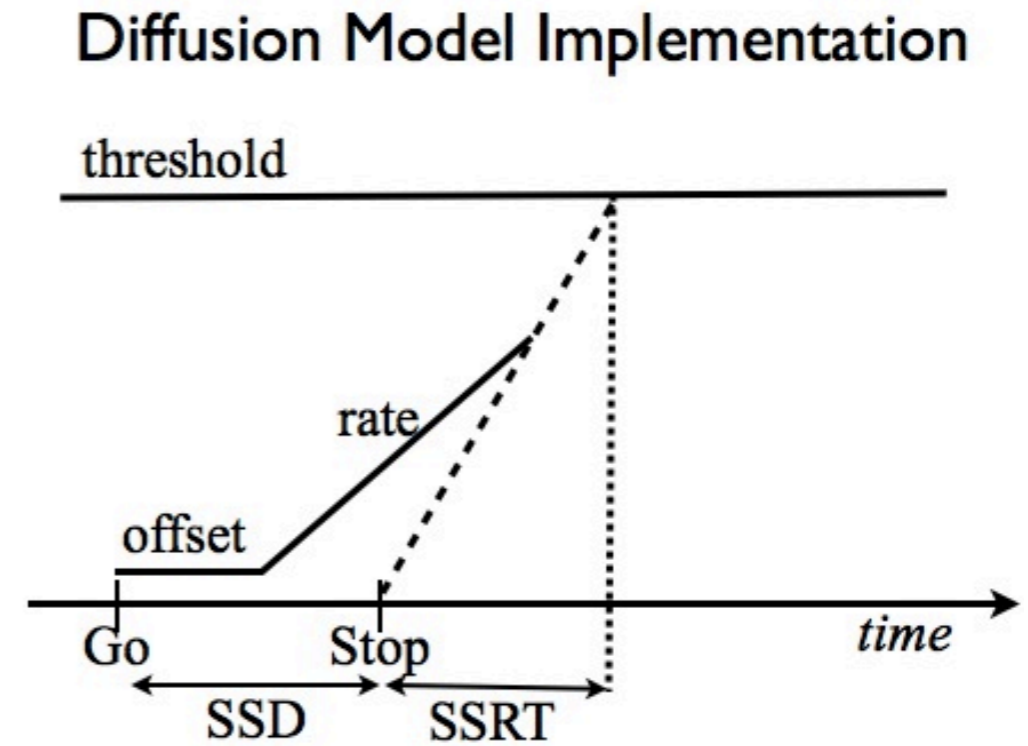 Diffusion Model Implementation
threshold
rate
offset
Go
Stop
time
SSD
SSRT